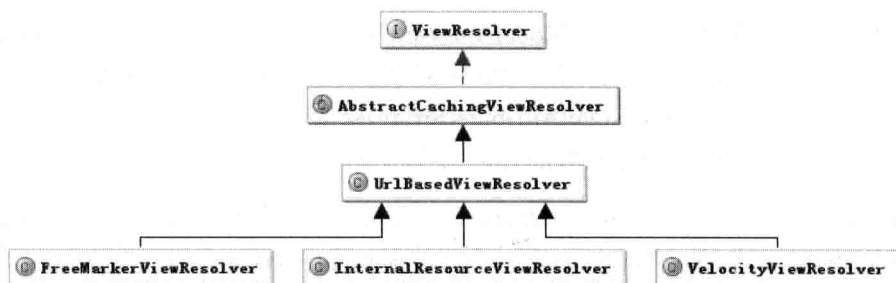 I ViewResolver
C AbstractCachingViewResolver
C UrlBasedViewResolver
C FreeMarkerViewResolver
C InternalResourceViewResolver
C VelocityViewResolver